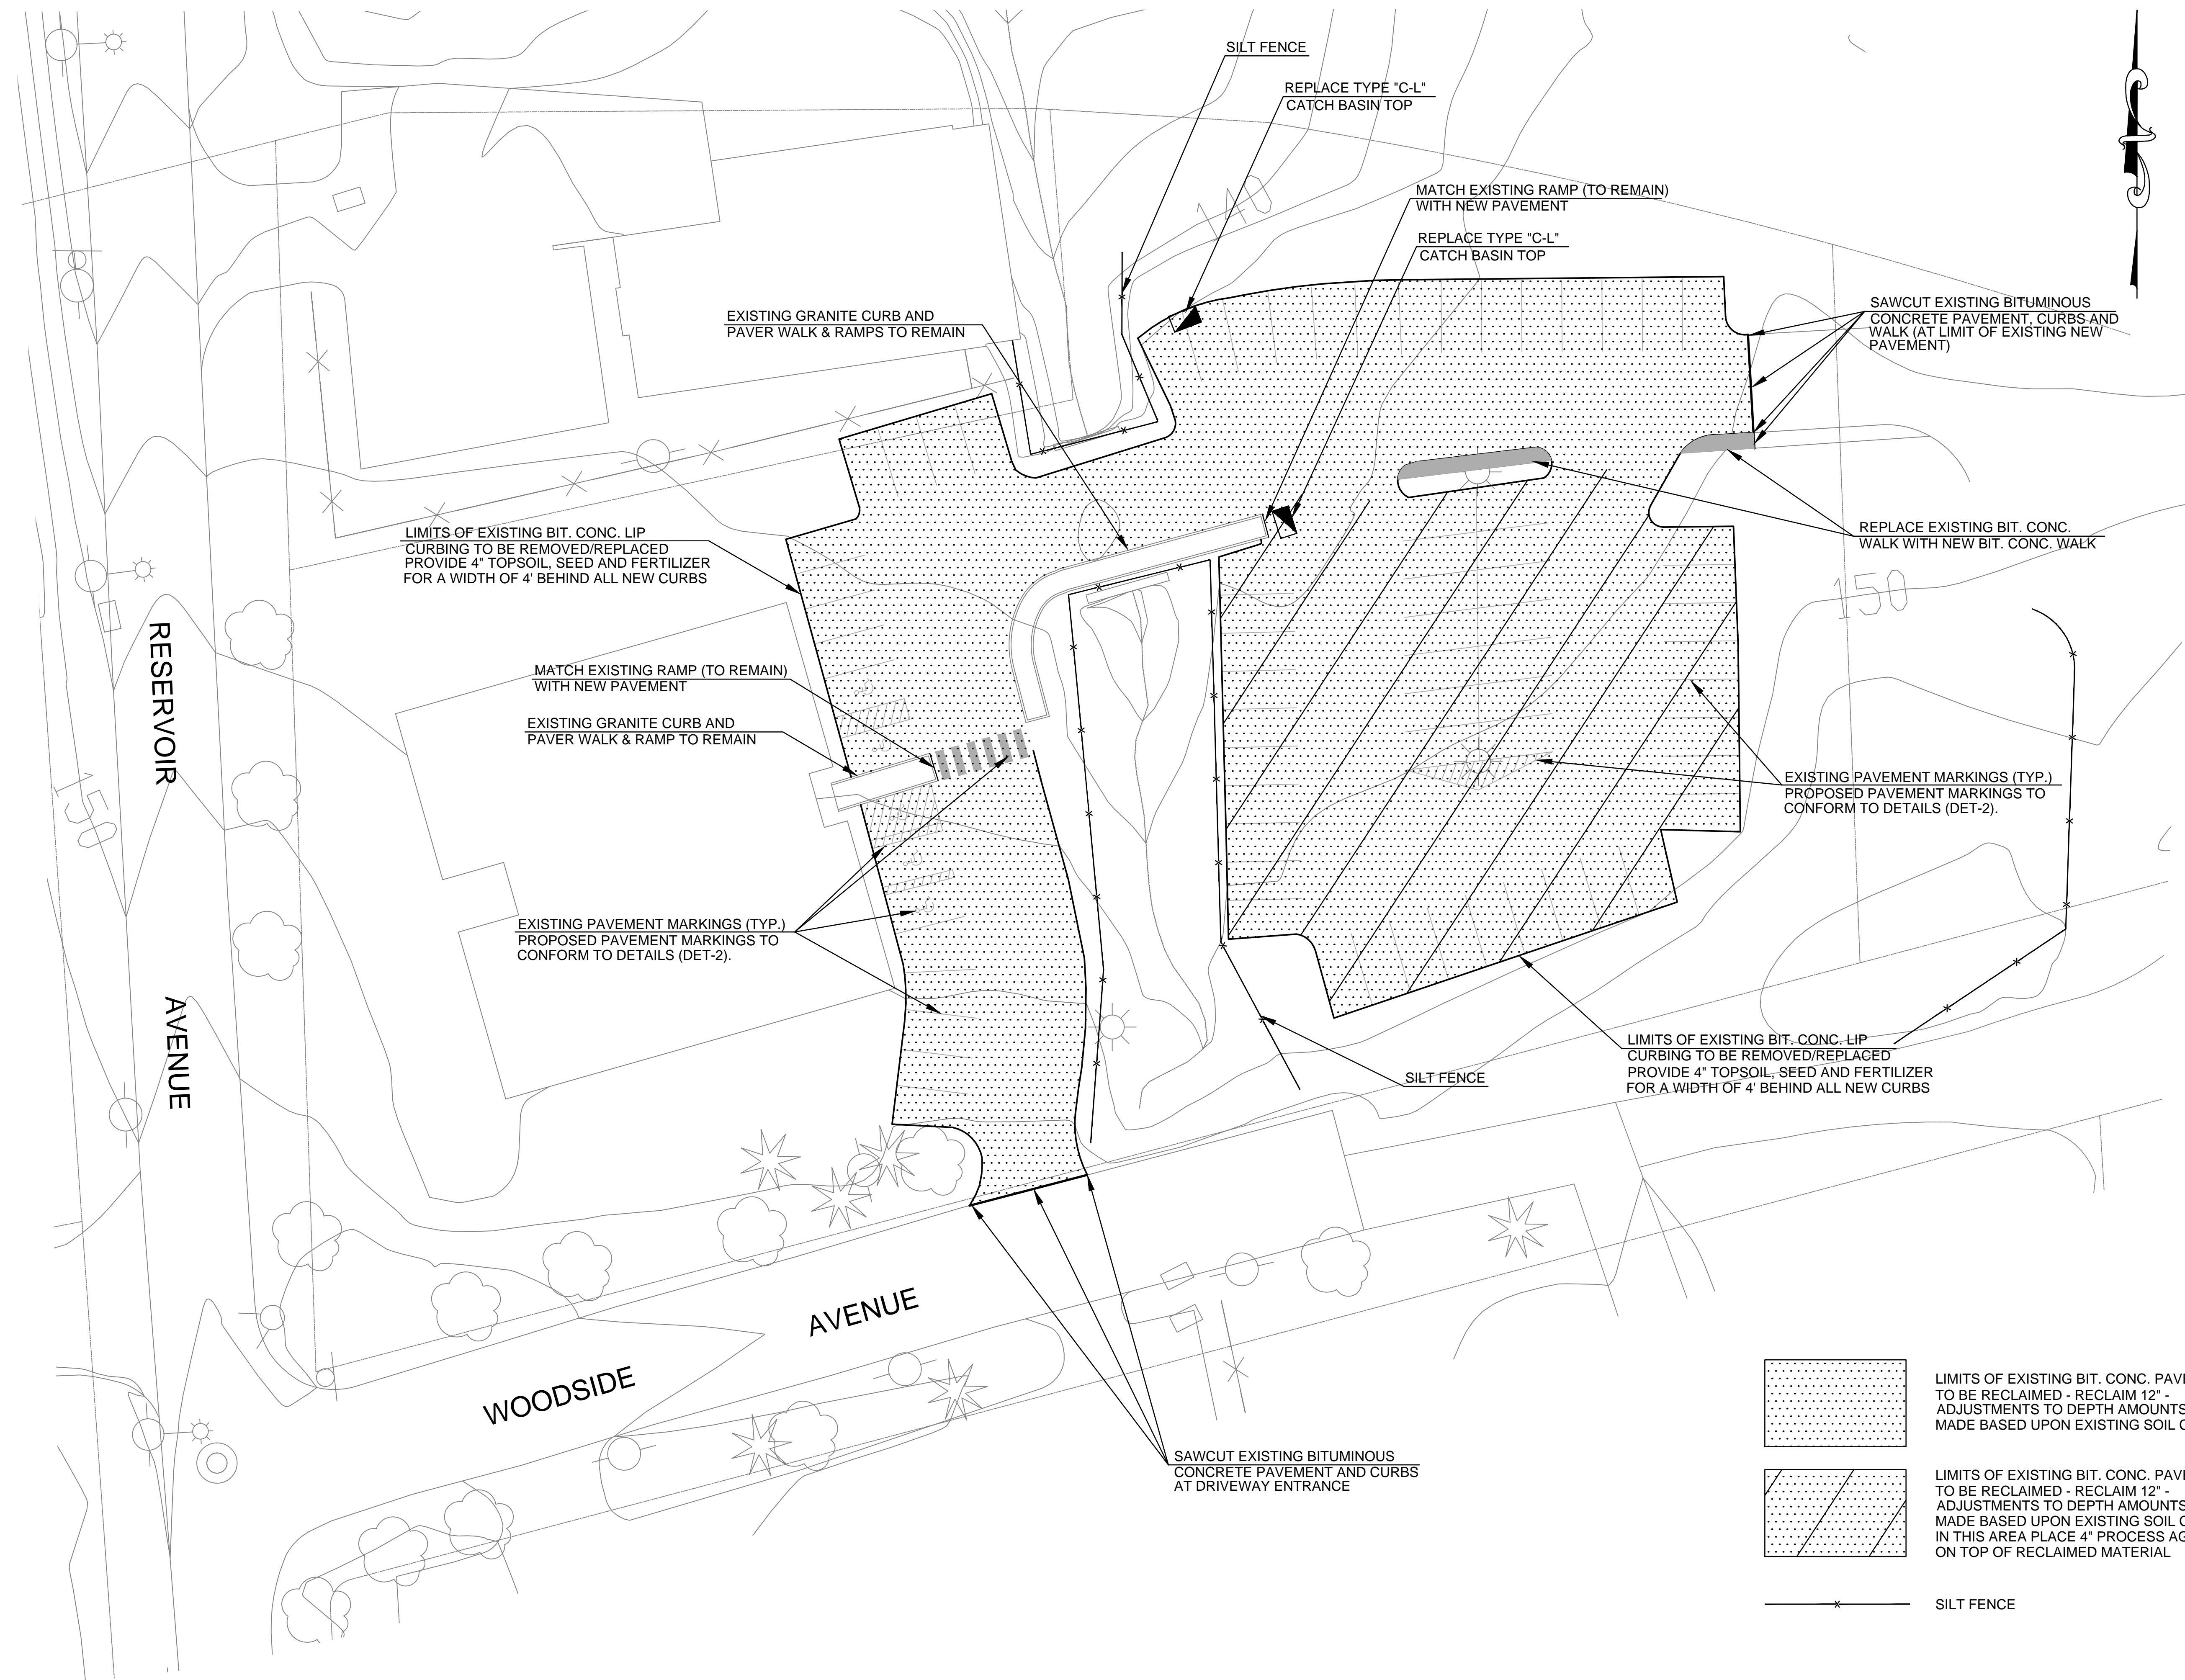 SILT FENCE
REPLACE TYPE "C-L"
CATCH BASIN TOP
140
MATCH EXISTING RAMP (TO REMAIN)
WITH NEW PAVEMENT
REPLACE TYPE "C-L"
CATCH BASIN TOP
EXISTING GRANITE CURB AND
PAVER WALK & RAMPS TO REMAIN
SAWCUT EXISTING BITUMINOUS
CONCRETE PAVEMENT, CURBS AND
WALK (AT LIMIT OF EXISTING NEW
PAVEMENT)
LIMITS OF EXISTING BIT. CONC. LIP
CURBING TO BE REMOVED/REPLACED
PROVIDE 4" TOPSOIL, SEED AND FERTILIZER
FOR A WIDTH OF 4' BEHIND ALL NEW CURBS
REPLACE EXISTING BIT. CONC.
WALK WITH NEW BIT. CONC. WALK
150
RESERVOIR
AVENUE
150
MATCH EXISTING RAMP (TO REMAIN)
WITH NEW PAVEMENT
EXISTING GRANITE CURB AND
PAVER WALK & RAMP TO REMAIN
EXISTING PAVEMENT MARKINGS (TYP.)
PROPOSED PAVEMENT MARKINGS TO
CONFORM TO DETAILS (DET-2).
EXISTING PAVEMENT MARKINGS (TYP.)
PROPOSED PAVEMENT MARKINGS TO
CONFORM TO DETAILS (DET-2).
LIMITS OF EXISTING BIT. CONC. LIP
CURBING TO BE REMOVED/REPLACED
PROVIDE 4" TOPSOIL, SEED AND FERTILIZER
FOR A WIDTH OF 4' BEHIND ALL NEW CURBS
SILT FENCE
WOODSIDE AVENUE
SAWCUT EXISTING BITUMINOUS
CONCRETE PAVEMENT AND CURBS
AT DRIVEWAY ENTRANCE
LIMITS OF EXISTING BIT. CONC.
TO BE RECLAIMED - RECLAIM 12" -
ADJUSTMENTS TO DEPTH AMOUNTS
MADE BASED UPON EXISTING SOIL
LIMITS OF EXISTING BIT. CONC.
TO BE RECLAIMED - RECLAIM 12" -
ADJUSTMENTS TO DEPTH AMOUNTS
MADE BASED UPON EXISTING SOIL
IN THIS AREA PLACE 4" PROCESS
ON TOP OF RECLAIMED MATERIAL
SILT FENCE